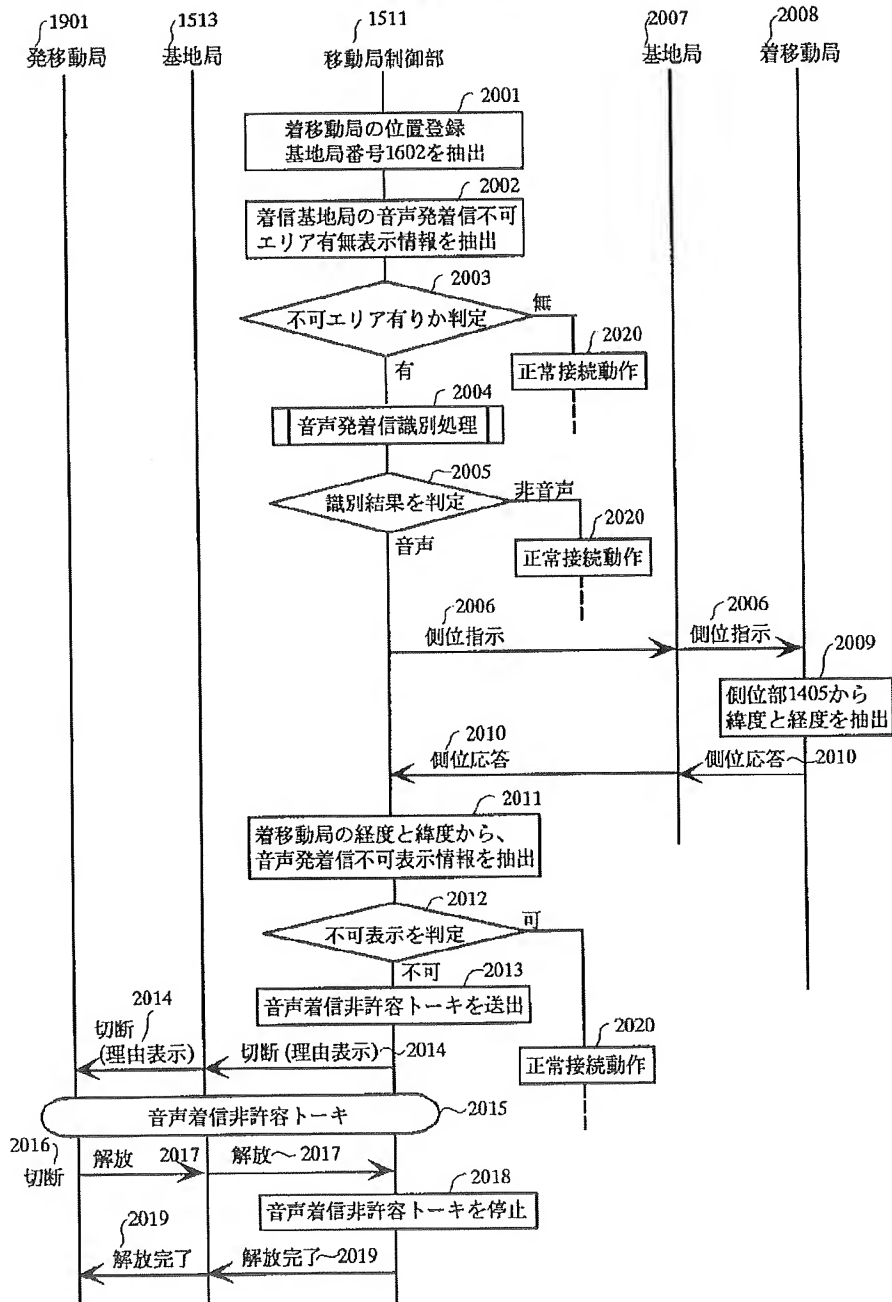 1901
1513
1511
2007
2008
発移動局
基地局
移動局制御部
基地局
着移動局
2001
着移動局の位置登録
基地局番号1602を抽出
2002
着信基地局の音声発着信不可
エリア有無表示情報を抽出
2003
不可エリア有りか判定
無
有
2020
正常接続動作
2004
音声発着信識別処理
2005
識別結果を判定
非音声
音声
2020
正常接続動作
2006
側位指示
2006
側位指示
2009
側位部1405から
緯度と経度を抽出
2010
側位応答
側位応答
2010
2011
着移動局の経度と緯度から、
音声発着信不可表示情報を抽出
2012
不可表示を判定
可
不可
2013
音声着信非許容トーキを送出
2020
正常接続動作
2014
切断
(理由表示)
切断 (理由表示)
2014
音声着信非許容トーキ
2015
2016
切断
解放
2017
解放
2017
2018
音声着信非許容トーキを停止
2019
解放完了
解放完了
2019